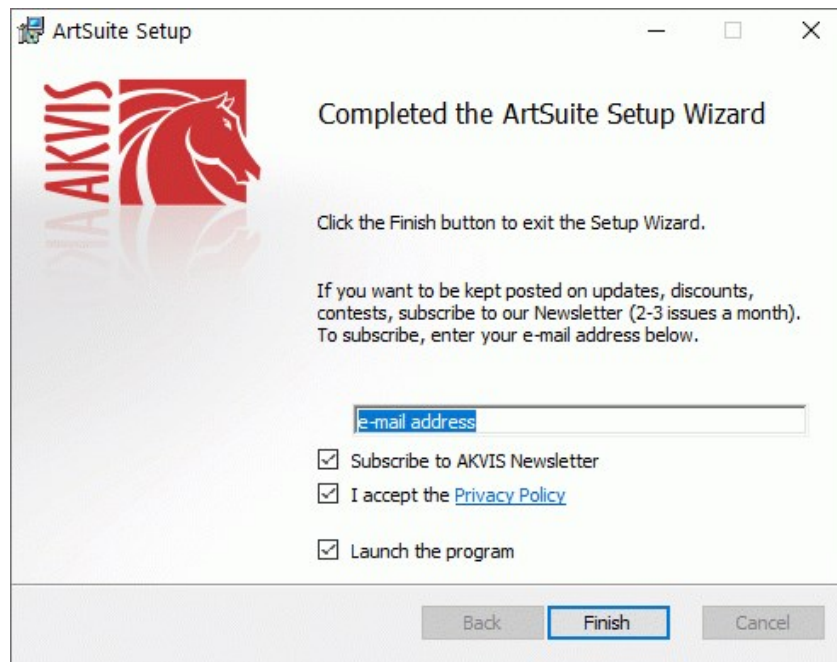 ArtSuite Setup
AKVIS
Completed the ArtSuite Setup Wizard
Click the Finish button to exit the Setup Wizard.
If you want to be kept posted on updates, discounts,
contests, subscribe to our Newsletter (2-3 issues a month).
To subscribe, enter your e-mail address below.
e-mail address
Subscribe to AKVIS Newsletter
I accept the Privacy Policy
Launch the program
Back
Finish
Cancel